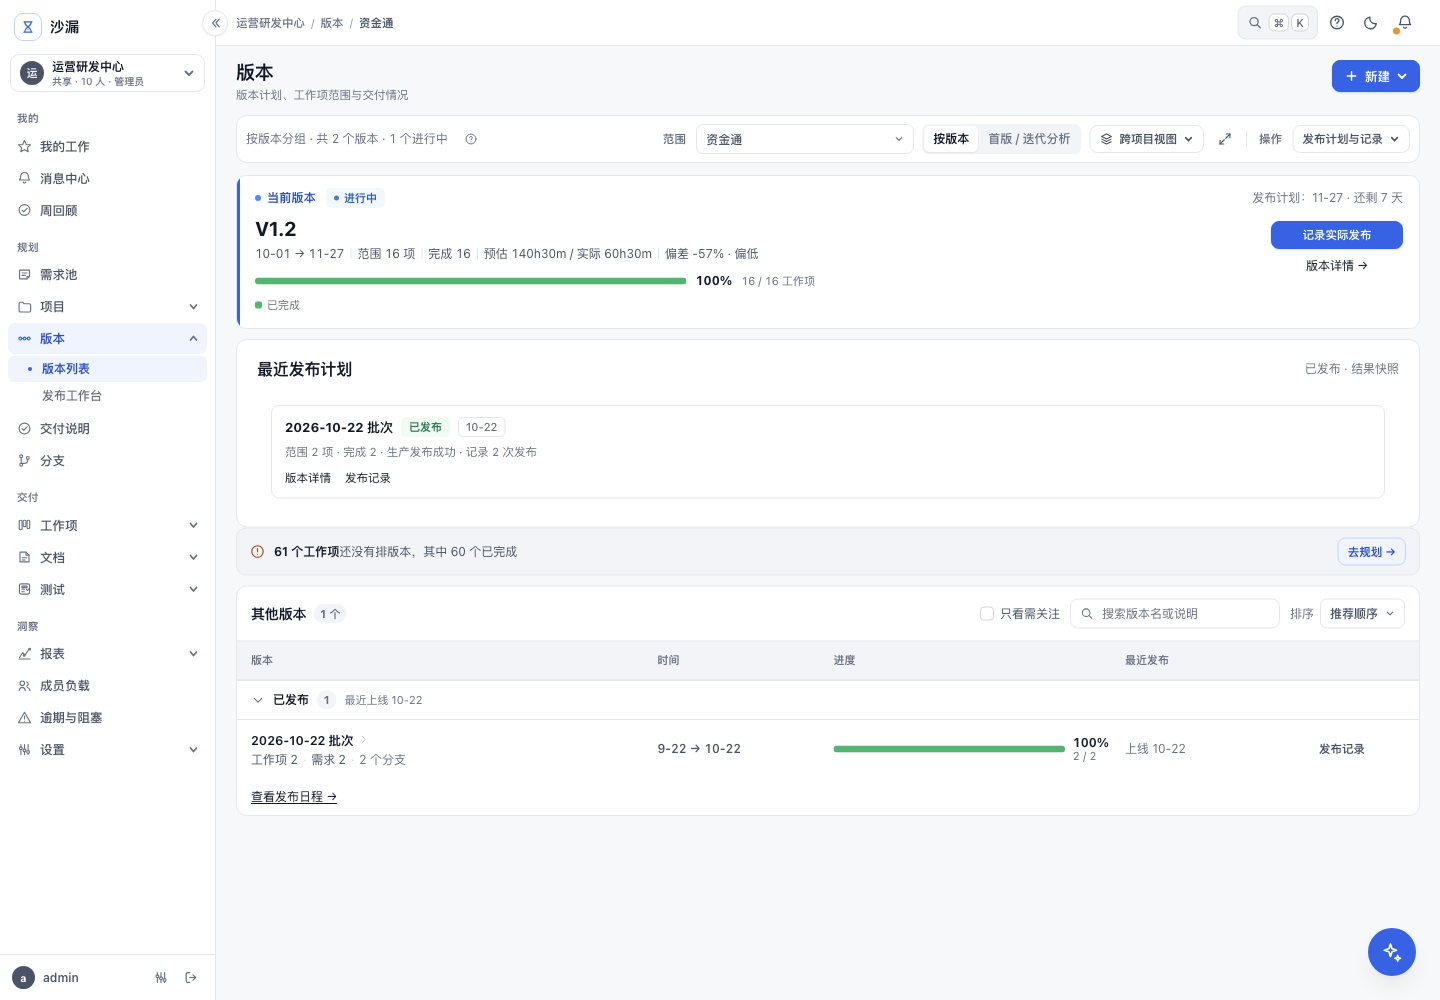 沙漏
运
运营研发中心
共享 · 10 人 · 管理员
我的
我的工作
消息中心
周回顾
规划
需求池
项目
版本
版本列表
发布工作台
交付说明
分支
交付
工作项
文档
测试
洞察
报表
成员负载
逾期与阻塞
设置
a admin
运营研发中心 / 版本 / 资金通
⌘ K
版本
版本计划、工作项范围与交付情况
新建
按版本分组 · 共 2 个版本 · 1 个进行中
范围 资金通 按版本 首版 / 迭代分析 跨项目视图 操作 发布计划与记录
当前版本 进行中 发布计划：11-27 · 还剩 7 天
V1.2
记录实际发布
10-01 → 11-27 范围 16 项 完成 16 预估 140h30m / 实际 60h30m 偏差 -57% · 偏低
版本详情 →
100% 16 / 16 工作项
已完成
最近发布计划 已发布 · 结果快照
2026-10-22 批次 已发布 10-22
范围 2 项 · 完成 2 · 生产发布成功 · 记录 2 次发布
版本详情 发布记录
61 个工作项还没有排版本，其中 60 个已完成 去规划 →
其他版本 1 个 只看需关注 搜索版本名或说明 排序 推荐顺序
版本 时间 进度 最近发布
已发布 1 最近上线 10-22
2026-10-22 批次
工作项 2 · 需求 2 · 2 个分支
9-22 → 10-22
100%
2 / 2
上线 10-22
发布记录
查看发布日程 →